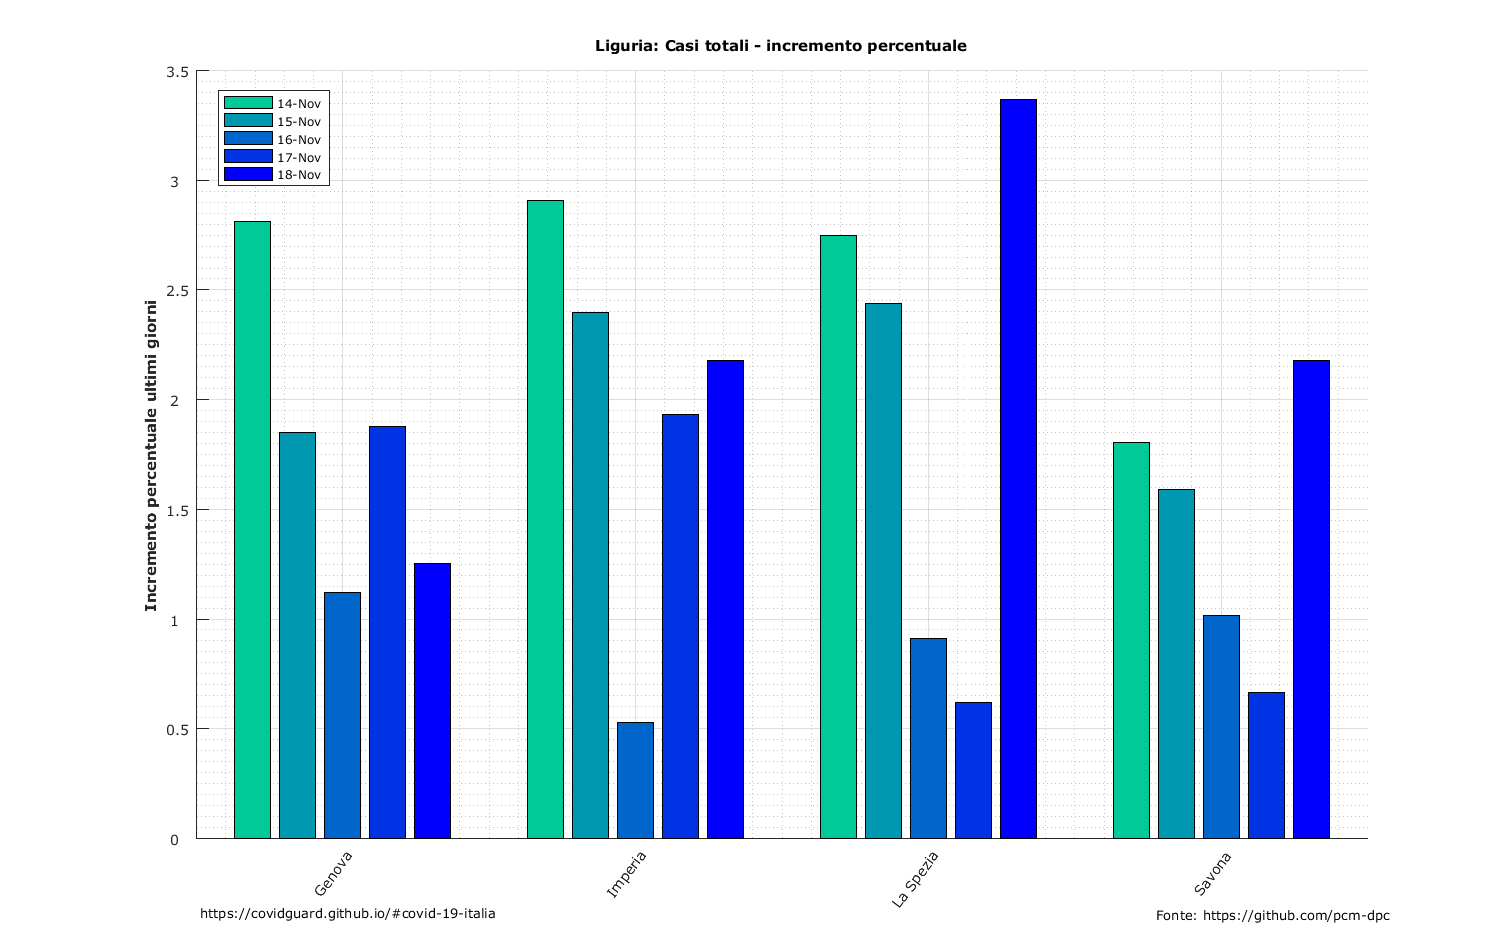 Liguria: Casi totali - incremento percentuale
3.5
3
2.5
2
1.5
1
0.5
0
Incremento percentuale ultimi giorni
14-Nov
15-Nov
16-Nov
17-Nov
18-Nov
Genova
Imperia
La Spezia
Savona
https://covidguard.github.io/#covid-19-italia
Fonte: https://github.com/pcm-dpc